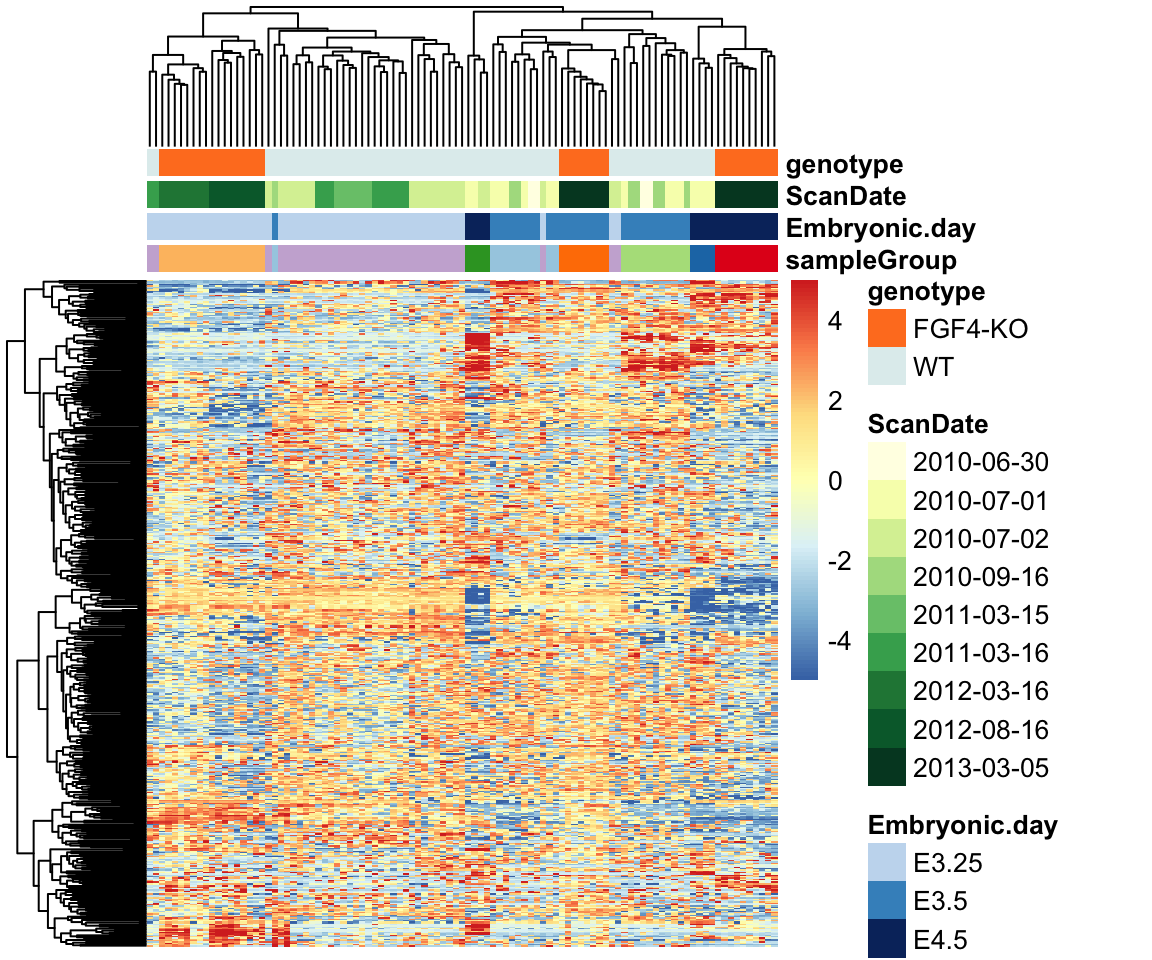 genotype
ScanDate
Embryonic.day
sampleGroup
4
2
0
-2
-4
genotype
FGF4-KO
WT
ScanDate
2010-06-30
2010-07-01
2010-07-02
2010-09-16
2011-03-15
2011-03-16
2012-03-16
2012-08-16
2013-03-05
Embryonic.day
E3.25
E3.5
E4.5